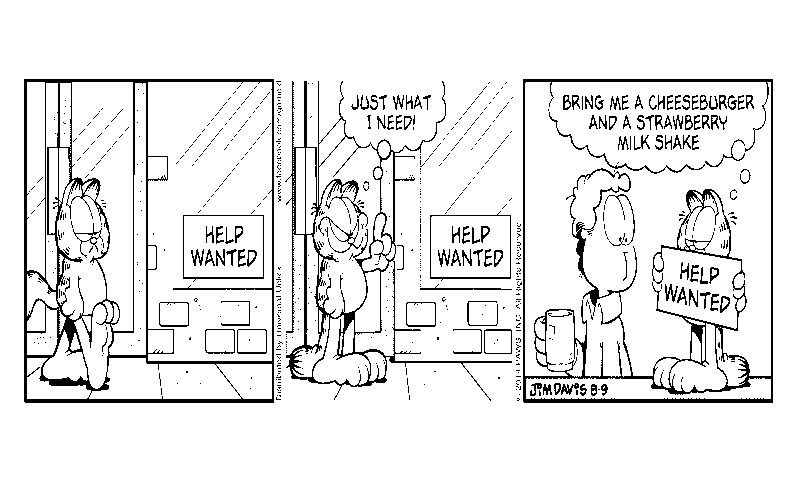 HELP
WANTED
JUST WHAT
I NEED!
HELP
WANTED
BRING ME A CHEESEBURGER
AND A STRAWBERRY
MILK SHAKE
HELP
WANTED
JIM DAVIS 8-9